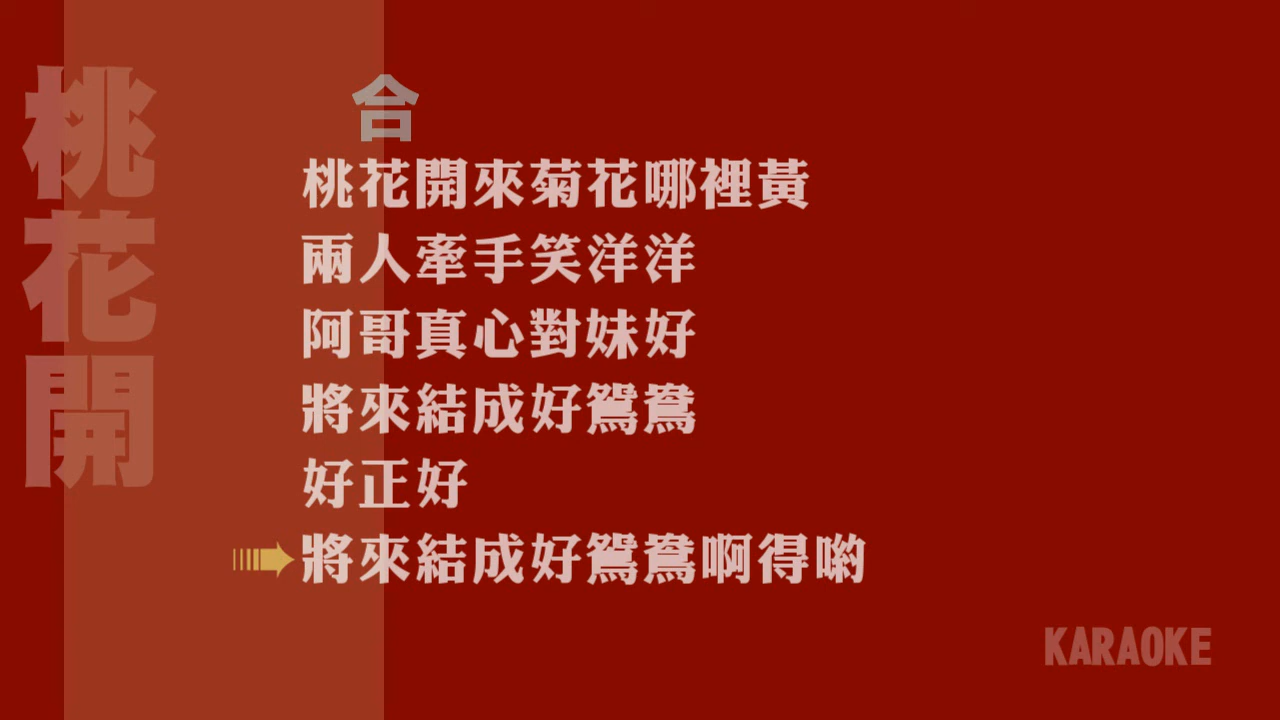 桃花開
合
桃花開來菊花哪裡黃
兩人牽手笑洋洋
阿哥真心對妹好
將來結成好鴛鴦
好正好
將來結成好鴛鴦啊得喲
KARAOKE